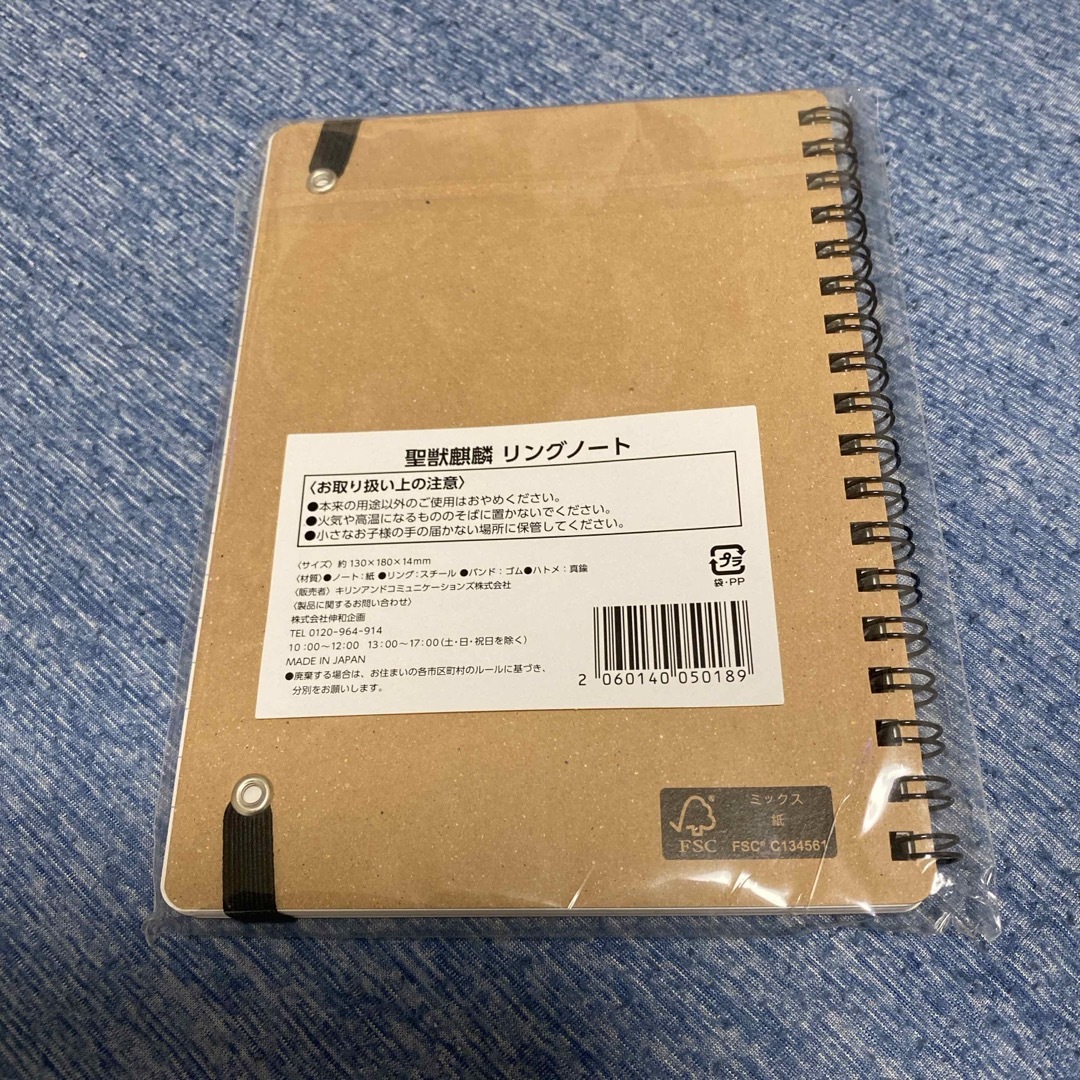 聖獣麒麟 リングノート
〈お取り扱い上の注意〉
●本来の用途以外のご使用はおやめください。
●火気や高温になるもののそばに置かないでください。
●小さなお子様の手の届かない場所に保管してください。
〈サイズ〉約130×180×14mm
〈材質〉●ノート:紙 ●リング:スチール ●バンド:ゴム●ハトメ:真鍮
〈販売者〉キリンアンドコミュニケーションズ株式会社
〈製品に関するお問い合わせ〉
株式会社伸和企画
TEL 0120-964-914
10:00～12:00 13:00～17:00(土・日・祝日を除く)
MADE IN JAPAN
●廃棄する場合は、お住まいの各市区町村のルールに基づき、
分別をお願いします。
プラ
袋・PP
2 060140 050189
ミックス
紙
FSC
FSC® C134561